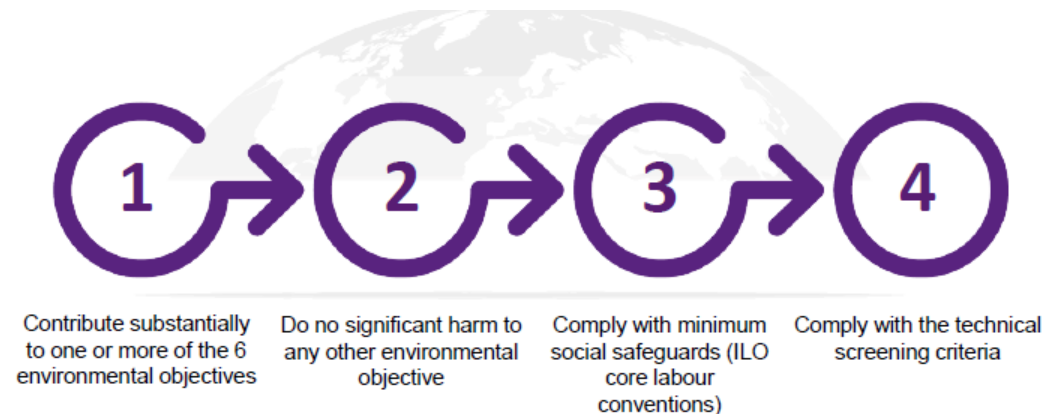 1
2
3
4
Contribute substantially
to one or more of the 6
environmental objectives
Do no significant harm to
any other environmental
objective
Comply with minimum
social safeguards (ILO
core labour
conventions)
Comply with the technical
screening criteria